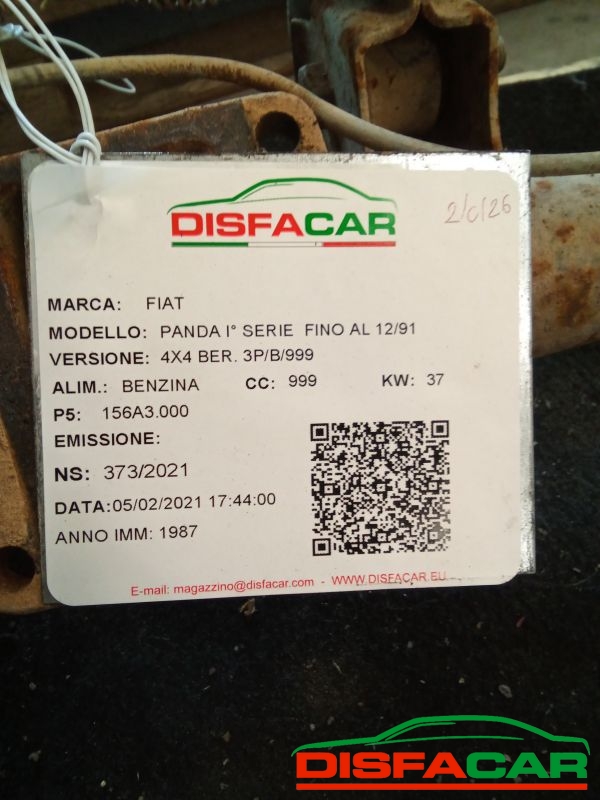 DISFACAR
2/C/26
MARCA: FIAT
MODELLO: PANDA I° SERIE FINO AL 12/91
VERSIONE: 4X4 BER. 3P/B/999
ALIM.: BENZINA CC: 999 KW: 37
P5: 156A3.000
EMISSIONE:
NS: 373/2021
DATA:05/02/2021 17:44:00
ANNO IMM: 1987
E-mail: magazzino@disfacar.com - WWW.DISFACAR.EU
DISFACAR